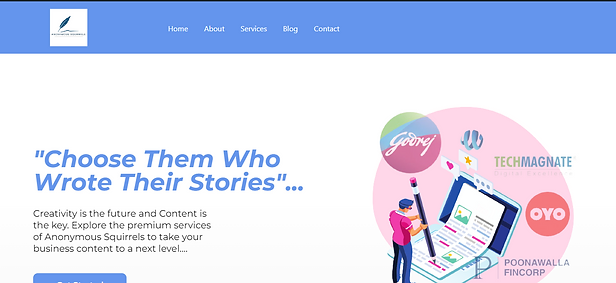 Home About Services Blog Contact
"Choose Them Who
Wrote Their Stories"...
Creativity is the future and Content is
the key. Explore the premium services
of Anonymous Squirrels to take your
business content to a next level....
Godrej
TECHMAGNATE
OYO
POONAWALLA
FINCORP